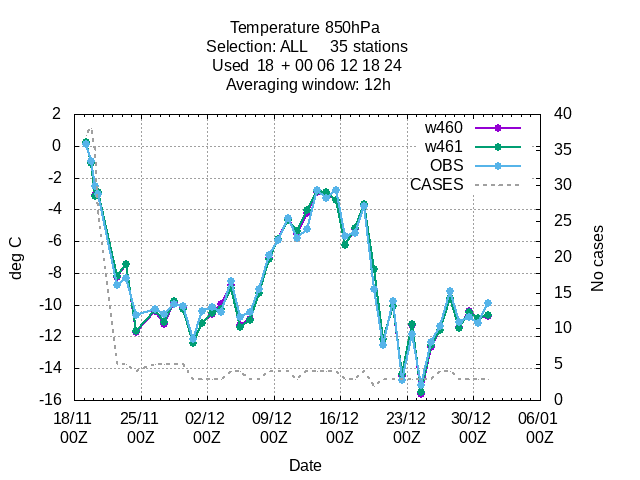 Temperature 850hPa
Selection: ALL 35 stations
Used 18 + 00 06 12 18 24
Averaging window: 12h
2
0
-2
-4
-6
-8
-10
-12
-14
-16
deg C
40
35
30
25
20
15
10
5
0
No cases
w460
w461
OBS
CASES
18/11 25/11 02/12 09/12 16/12 23/12 30/12 06/01
00Z 00Z 00Z 00Z 00Z 00Z 00Z 00Z
Date